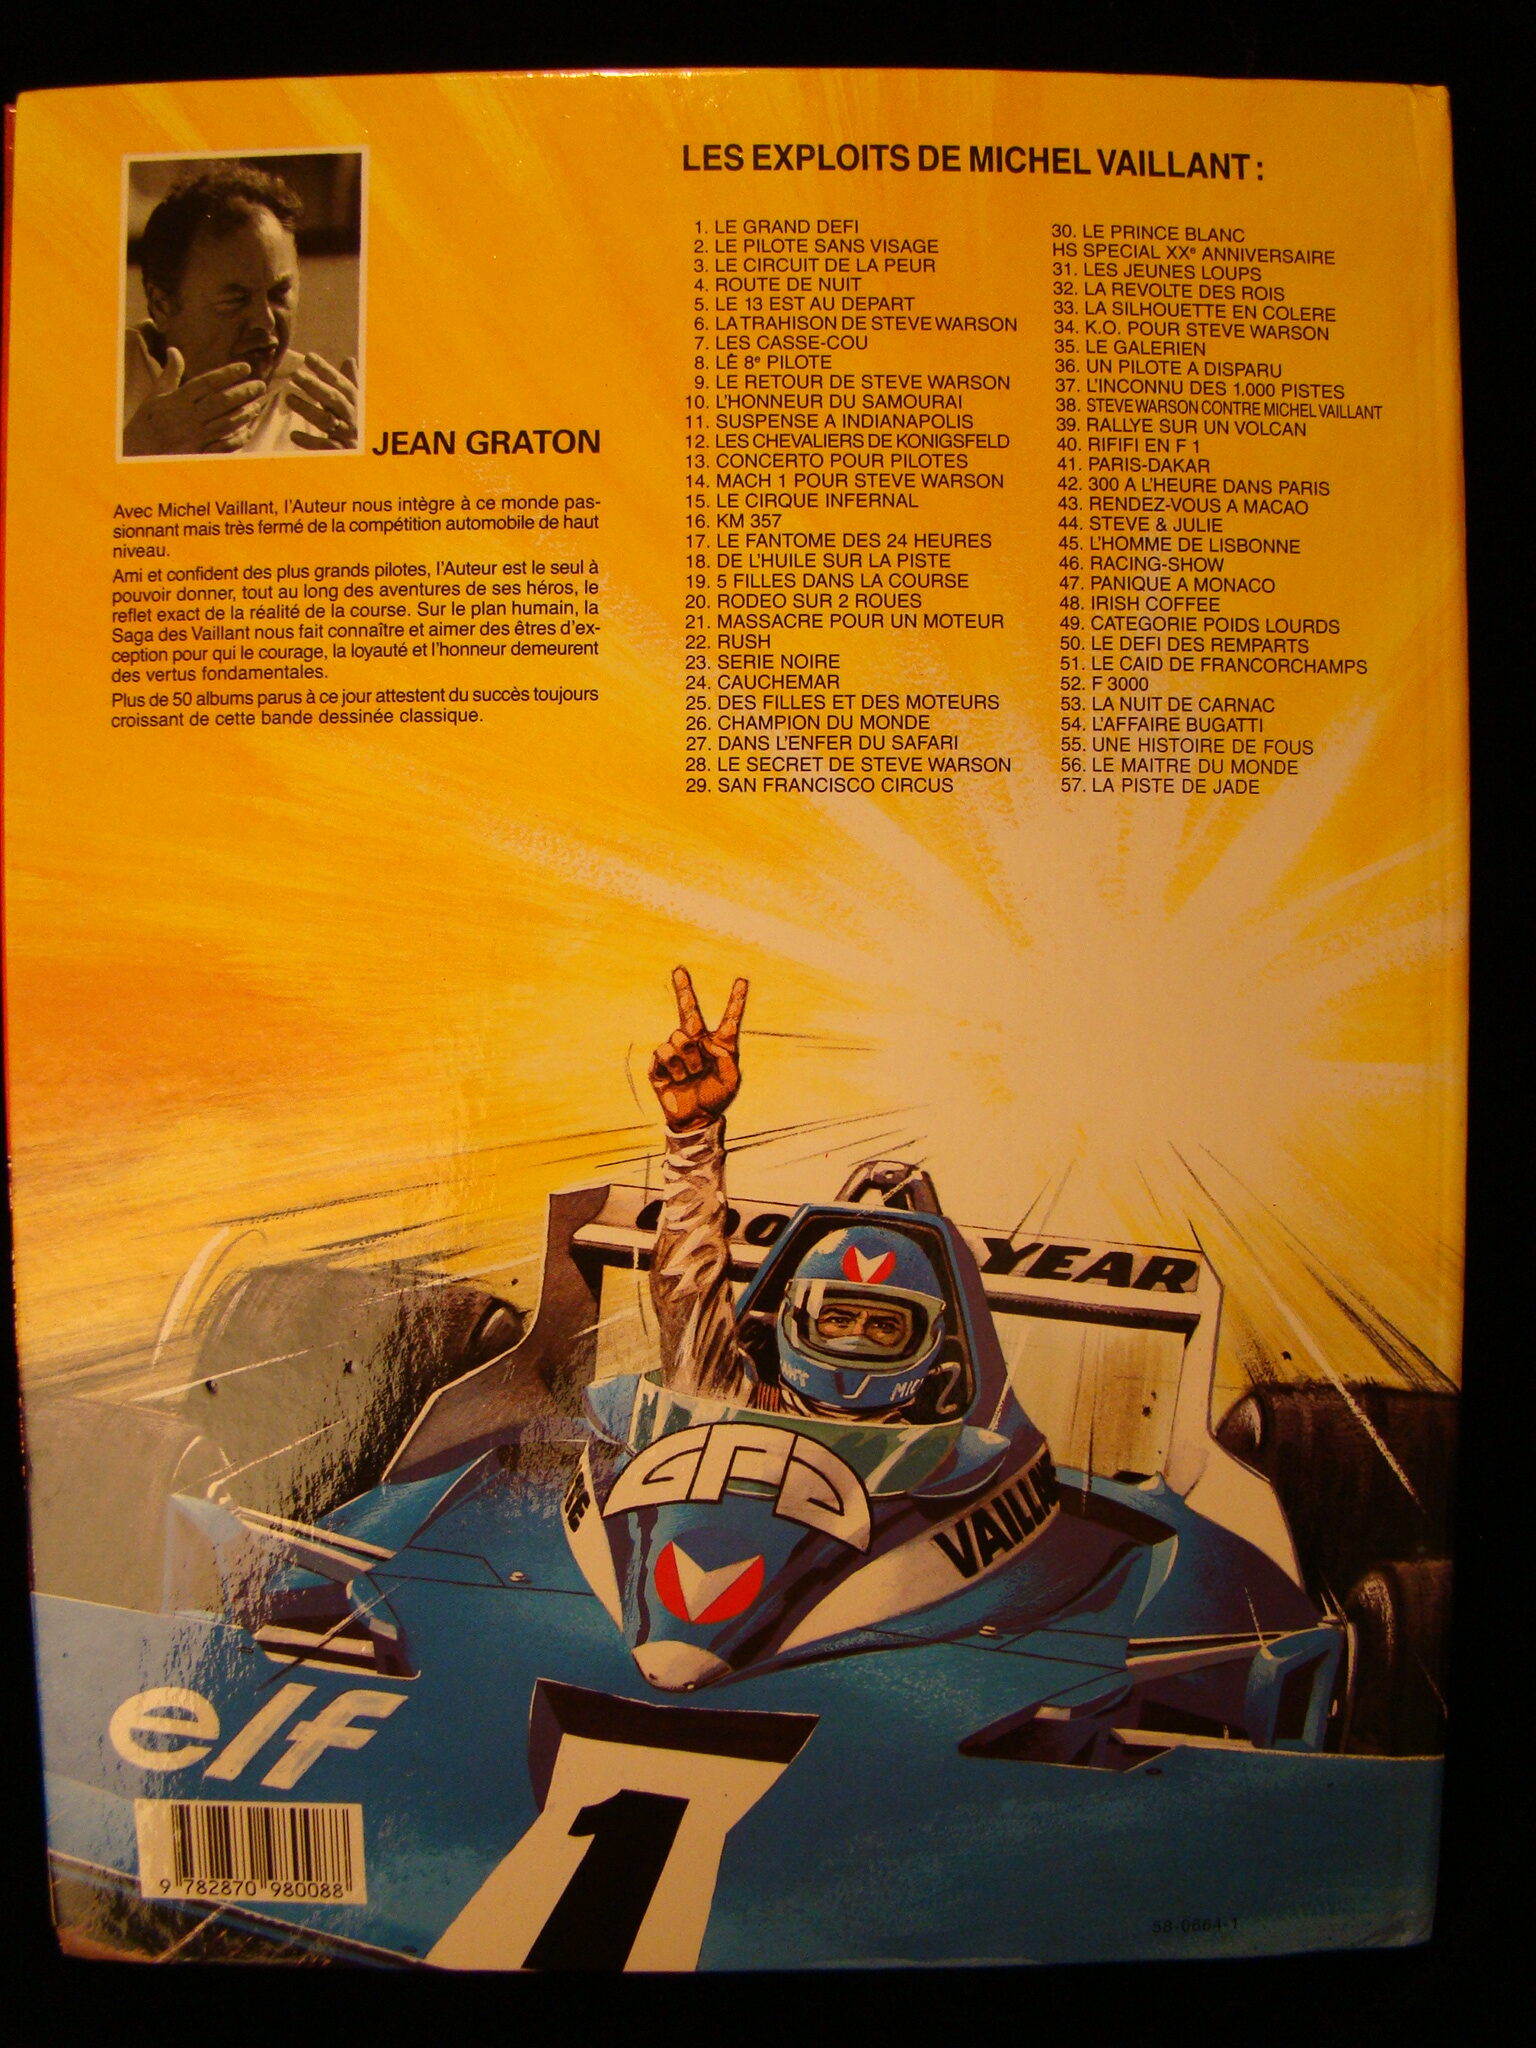 LES EXPLOITS DE MICHEL VAILLANT :
JEAN GRATON
Avec Michel Vaillant, l'Auteur nous intègre à ce monde pas-
sionnant mais très fermé de la compétition automobile de haut
niveau.
Ami et confident des plus grands pilotes, l'Auteur est le seul à
pouvoir donner, tout au long des aventures de ses héros, le
reflet exact de la réalité de la course. Sur le plan humain, la
Saga des Vaillant nous fait connaître et aimer des êtres d'ex-
ception pour qui le courage, la loyauté et l'honneur demeurent
des vertus fondamentales.
Plus de 50 albums parus à ce jour attestent du succès toujours
croissant de cette bande dessinée classique.
1. LE GRAND DEFI
2. LE PILOTE SANS VISAGE
3. LE CIRCUIT DE LA PEUR
4. ROUTE DE NUIT
5. LE 13 EST AU DEPART
6. LA TRAHISON DE STEVE WARSON
7. LES CASSE-COU
8. LE 8e PILOTE
9. LE RETOUR DE STEVE WARSON
10. L'HONNEUR DU SAMOURAI
11. SUSPENSE A INDIANAPOLIS
12. LES CHEVALIERS DE KONIGSFELD
13. CONCERTO POUR PILOTES
14. MACH 1 POUR STEVE WARSON
15. LE CIRQUE INFERNAL
16. KM 357
17. LE FANTOME DES 24 HEURES
18. DE L'HUILE SUR LA PISTE
19. 5 FILLES DANS LA COURSE
20. RODEO SUR 2 ROUES
21. MASSACRE POUR UN MOTEUR
22. RUSH
23. SERIE NOIRE
24. CAUCHEMAR
25. DES FILLES ET DES MOTEURS
26. CHAMPION DU MONDE
27. DANS L'ENFER DU SAFARI
28. LE SECRET DE STEVE WARSON
29. SAN FRANCISCO CIRCUS
30. LE PRINCE BLANC
HS SPECIAL XXe ANNIVERSAIRE
31. LES JEUNES LOUPS
32. LA REVOLTE DES ROIS
33. LA SILHOUETTE EN COLERE
34. K.O. POUR STEVE WARSON
35. LE GALERIEN
36. UN PILOTE A DISPARU
37. L'INCONNU DES 1.000 PISTES
38. STEVE WARSON CONTRE MICHEL VAILLANT
39. RALLYE SUR UN VOLCAN
40. RIFIFI EN F 1
41. PARIS-DAKAR
42. 300 A L'HEURE DANS PARIS
43. RENDEZ-VOUS A MACAO
44. STEVE & JULIE
45. L'HOMME DE LISBONNE
46. RACING-SHOW
47. PANIQUE A MONACO
48. IRISH COFFEE
49. CATEGORIE POIDS LOURDS
50. LE DEFI DES REMPARTS
51. LE CAID DE FRANCORCHAMPS
52. F 3000
53. LA NUIT DE CARNAC
54. L'AFFAIRE BUGATTI
55. UNE HISTOIRE DE FOUS
56. LE MAITRE DU MONDE
57. LA PISTE DE JADE
GOO YEAR
MIC
VAILLAN
elf
1
9 782870 980088
58-0664-1